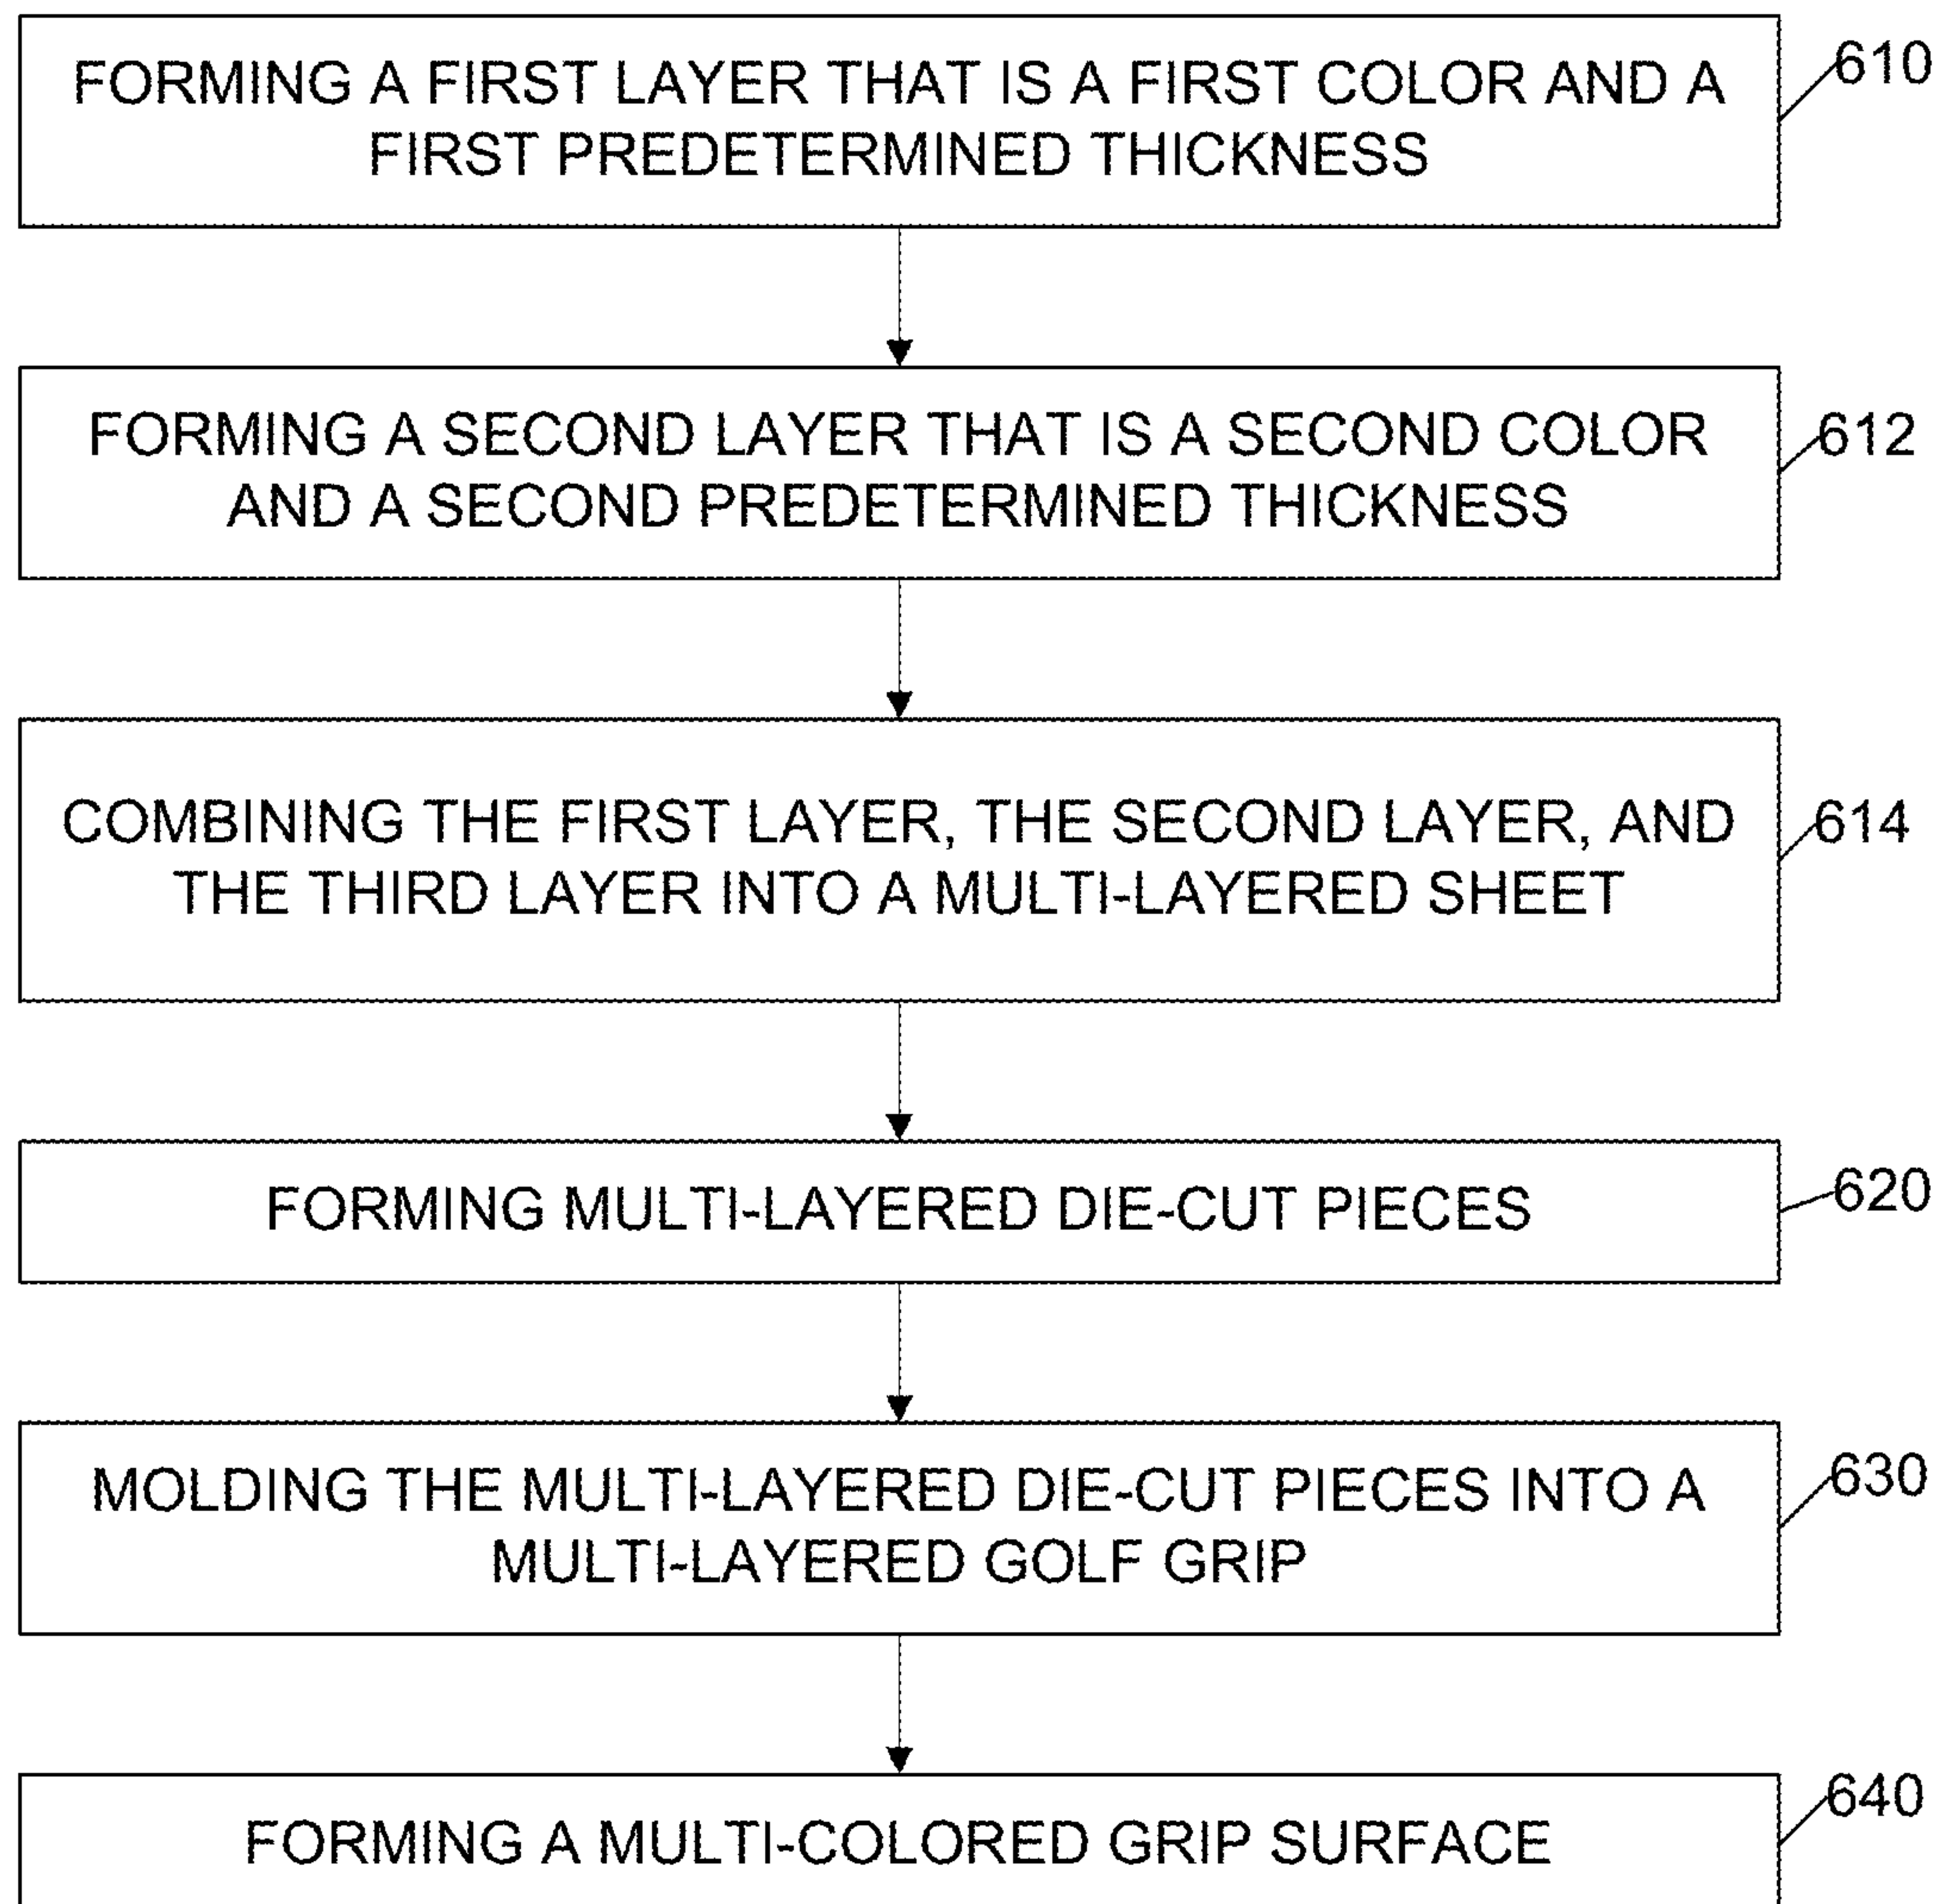 FORMING A FIRST LAYER THAT IS A FIRST COLOR AND A
FIRST PREDETERMINED THICKNESS
610
FORMING A SECOND LAYER THAT IS A SECOND COLOR
AND A SECOND PREDETERMINED THICKNESS
612
COMBINING THE FIRST LAYER, THE SECOND LAYER, AND
THE THIRD LAYER INTO A MULTI-LAYERED SHEET
614
FORMING MULTI-LAYERED DIE-CUT PIECES
620
MOLDING THE MULTI-LAYERED DIE-CUT PIECES INTO A
MULTI-LAYERED GOLF GRIP
630
FORMING A MULTI-COLORED GRIP SURFACE
640